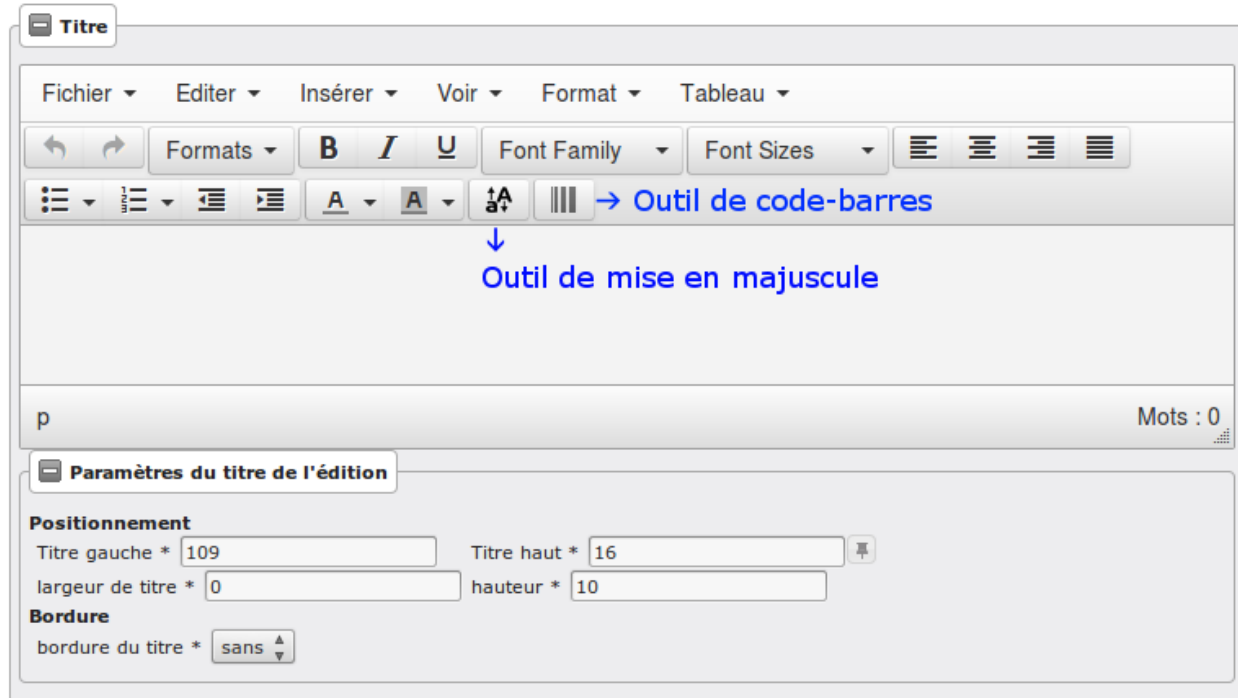 Titre
Fichier Editer Insérer Voir Format Tableau
Formats B I U Font Family Font Sizes
A A Outil de code-barres
Outil de mise en majuscule
p Mots : 0
Paramètres du titre de l'édition
Positionnement
Titre gauche * 109 Titre haut * 16
largeur de titre * 0 hauteur * 10
Bordure
bordure du titre * sans